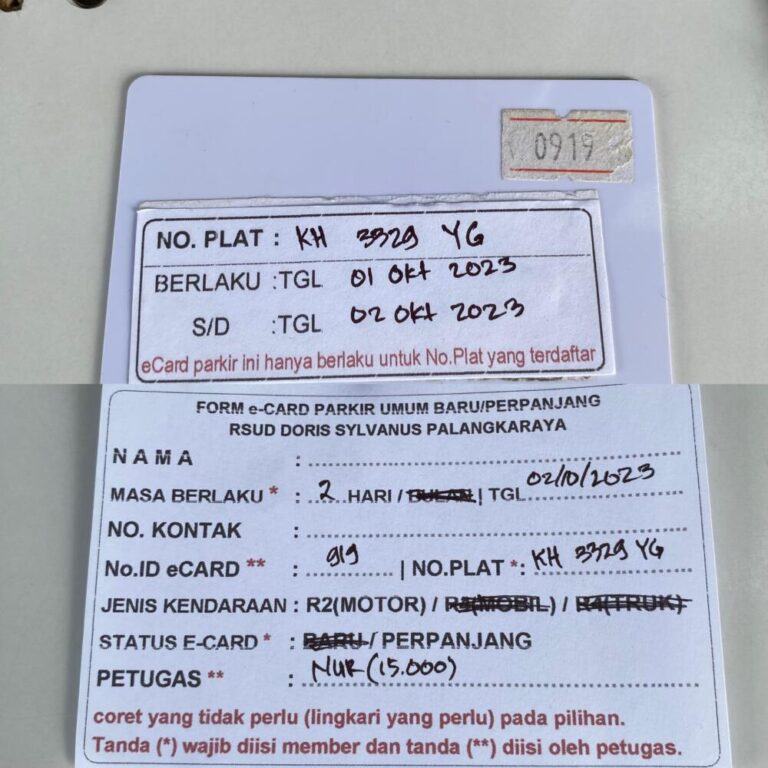 0919
NO. PLAT : KH 3329 YG
BERLAKU : TGL 01 Okt 2023
S/D : TGL 02 Okt 2023
eCard parkir ini hanya berlaku untuk No.Plat yang terdaftar
FORM e-CARD PARKIR UMUM BARU/PERPANJANG
RSUD DORIS SYLVANUS PALANGKARAYA
NAMA :
MASA BERLAKU * : 2 HARI / BULAN | TGL 02/10/2023
NO. KONTAK :
No.ID eCARD ** : 919 | NO.PLAT *: KH 3329 YG
JENIS KENDARAAN : R2(MOTOR) / R3(MOBIL) / R4(TRUK)
STATUS E-CARD * : BARU / PERPANJANG
PETUGAS ** : NUR (15.000)
coret yang tidak perlu (lingkari yang perlu) pada pilihan.
Tanda (*) wajib diisi member dan tanda (**) diisi oleh petugas.